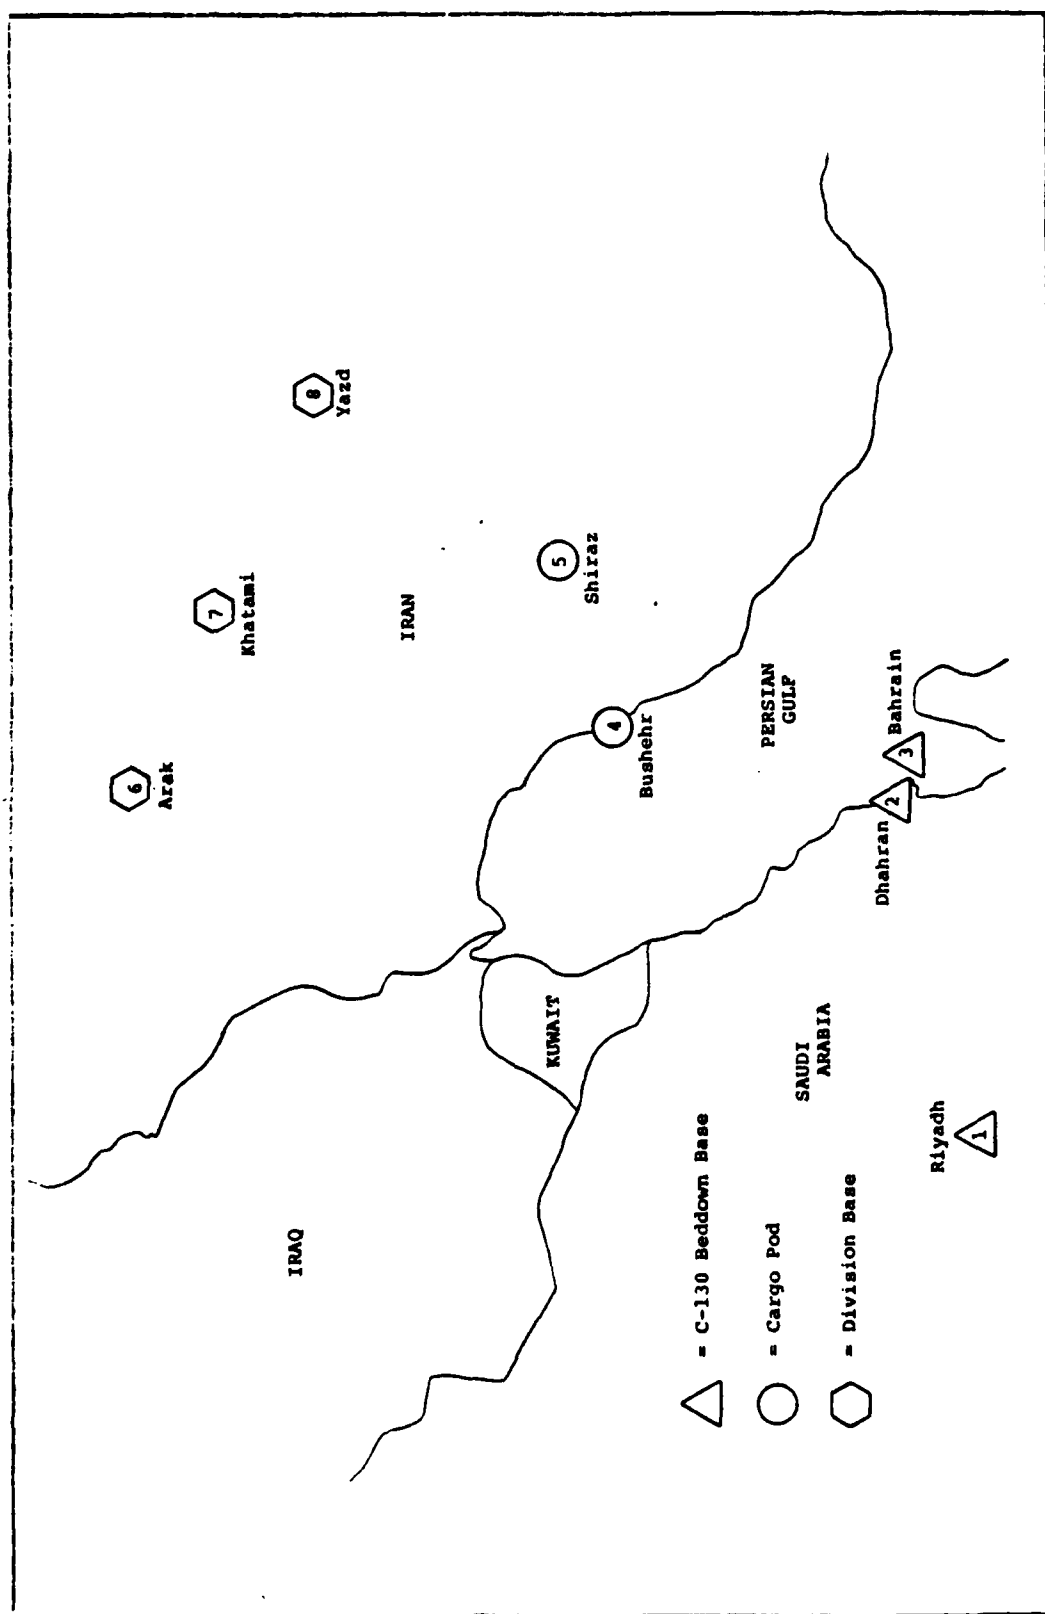 6
Arak
7
Khatami
IRAQ
8
Yazd
IRAN
KUWAIT
5
Shiraz
4
Bushehr
= C-130 Beddown Base
= Cargo Pod
= Division Base
PERSIAN
GULF
SAUDI
ARABIA
Dhahran
2
Bahrain
3
Riyadh
1